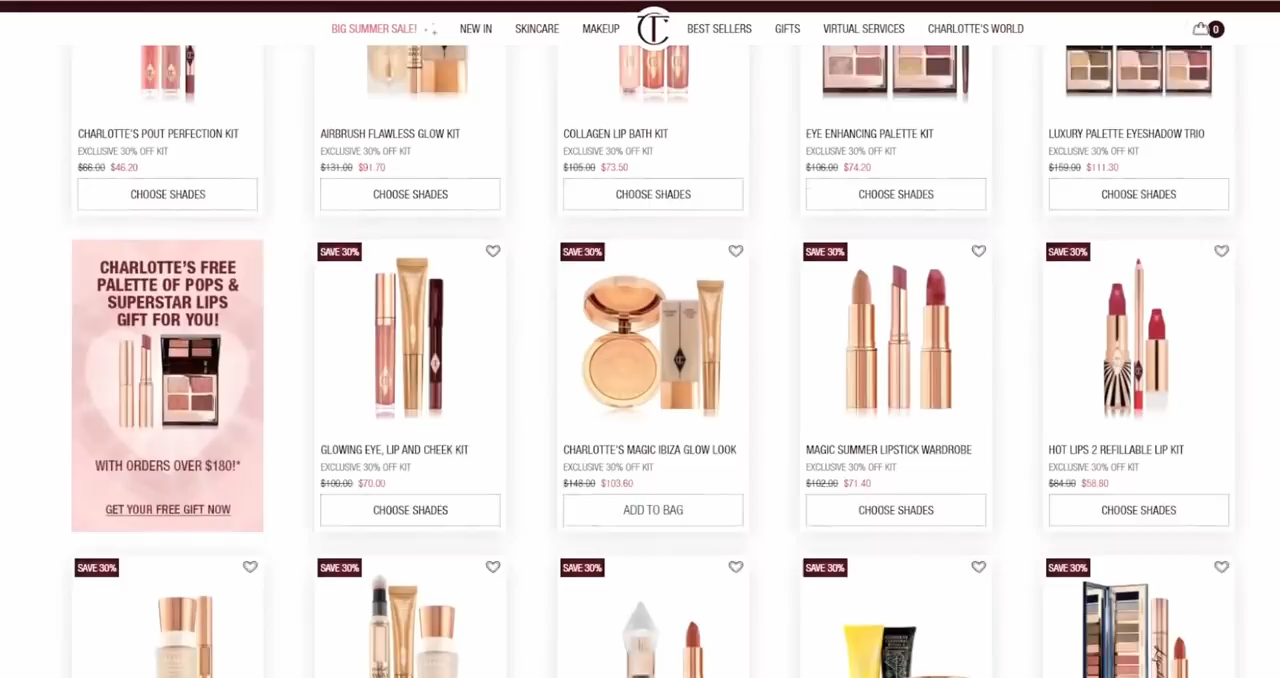 BIG SUMMER SALE!
NEW IN
SKINCARE
MAKEUP
CT
BEST SELLERS
GIFTS
VIRTUAL SERVICES
CHARLOTTE'S WORLD
0
CHARLOTTE'S POUT PERFECTION KIT
EXCLUSIVE 30% OFF KIT
$66.00 $46.20
CHOOSE SHADES
AIRBRUSH FLAWLESS GLOW KIT
EXCLUSIVE 30% OFF KIT
$131.00 $91.70
CHOOSE SHADES
COLLAGEN LIP BATH KIT
EXCLUSIVE 30% OFF KIT
$105.00 $73.50
CHOOSE SHADES
EYE ENHANCING PALETTE KIT
EXCLUSIVE 30% OFF KIT
$106.00 $74.20
CHOOSE SHADES
LUXURY PALETTE EYESHADOW TRIO
EXCLUSIVE 30% OFF KIT
$159.00 $111.30
CHOOSE SHADES
CHARLOTTE'S FREE
PALETTE OF POPS &
SUPERSTAR LIPS
GIFT FOR YOU!
WITH ORDERS OVER $180!*
GET YOUR FREE GIFT NOW
SAVE 30%
GLOWING EYE, LIP AND CHEEK KIT
EXCLUSIVE 30% OFF KIT
$100.00 $70.00
CHOOSE SHADES
SAVE 30%
CHARLOTTE'S MAGIC IBIZA GLOW LOOK
EXCLUSIVE 30% OFF KIT
$148.00 $103.60
ADD TO BAG
SAVE 30%
MAGIC SUMMER LIPSTICK WARDROBE
EXCLUSIVE 30% OFF KIT
$102.00 $71.40
CHOOSE SHADES
SAVE 30%
HOT LIPS 2 REFILLABLE LIP KIT
EXCLUSIVE 30% OFF KIT
$84.00 $58.80
CHOOSE SHADES
SAVE 30%
SAVE 30%
SAVE 30%
SAVE 30%
SAVE 30%